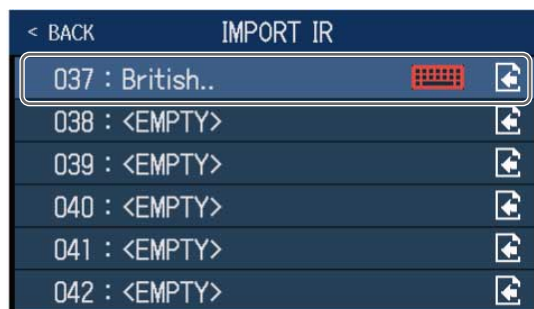 < BACK IMPORT IR
037 : British..
038 : <EMPTY>
039 : <EMPTY>
040 : <EMPTY>
041 : <EMPTY>
042 : <EMPTY>